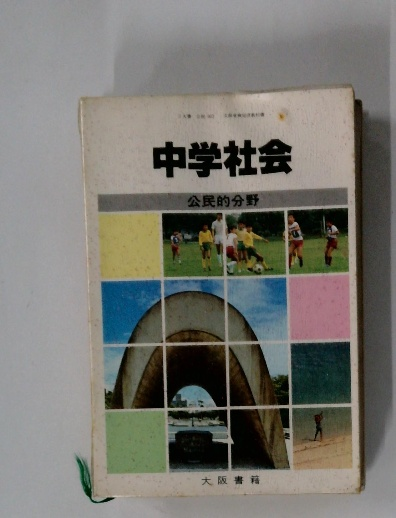 中学社会
公民的分野
大阪書籍